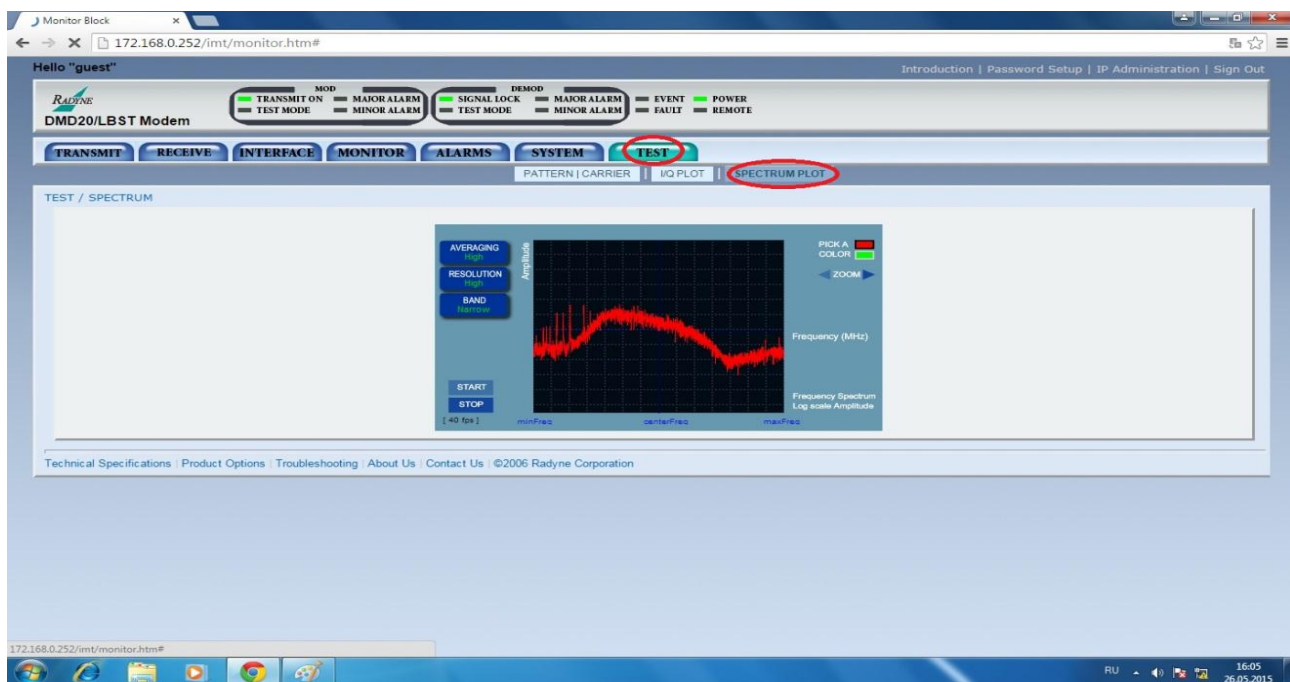 Monitor Block
172.168.0.252/imt/monitor.htm#
Hello "guest"
Introduction | Password Setup | IP Administration | Sign Out
RADYNE
DMD20/LBST Modem
MOD
TRANSMIT ON MAJOR ALARM
TEST MODE MINOR ALARM
DEMOD
SIGNAL LOCK MAJOR ALARM
TEST MODE MINOR ALARM
EVENT POWER
FAULT REMOTE
TRANSMIT RECEIVE INTERFACE MONITOR ALARMS SYSTEM TEST
PATTERN | CARRIER | I/Q PLOT | SPECTRUM PLOT
TEST / SPECTRUM
AVERAGING
High
RESOLUTION
High
BAND
Narrow
Amplitude
PICK A
COLOR
ZOOM
Frequency (MHz)
START
STOP
[ 40 fps ]
Frequency Spectrum
Log scale Amplitude
minFreq centerFreq maxFreq
Technical Specifications | Product Options | Troubleshooting | About Us | Contact Us | ©2006 Radyne Corporation
172.168.0.252/imt/monitor.htm#
RU
16:05
26.05.2015